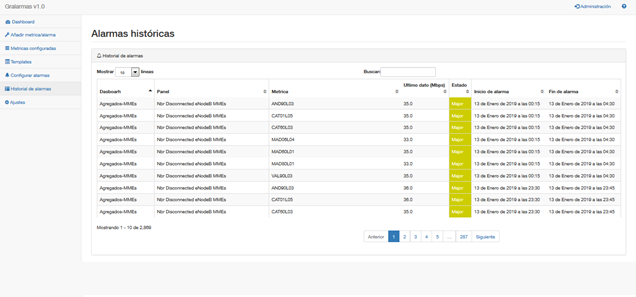 Gralarmas v1.0
Administración
Dashboard
Añadir metrica/alarma
Metricas configuradas
Templates
Configurar alarmas
Historial de alarmas
Ajustes
Alarmas históricas
Historial de alarmas
Mostrar 10 lineas
Buscar:
Dasboarh Panel Metrica Ultimo dato (Mbps) Estado Inicio de alarma Fin de alarma
Agregados-MMEs Nbr Disconnected eNodeB MMEs AND90L03 35.0 Major 13 de Enero de 2019 a las 00:15 13 de Enero de 2019 a las 04:30
Agregados-MMEs Nbr Disconnected eNodeB MMEs CAT01L05 35.0 Major 13 de Enero de 2019 a las 00:15 13 de Enero de 2019 a las 04:00
Agregados-MMEs Nbr Disconnected eNodeB MMEs CAT60L03 35.0 Major 13 de Enero de 2019 a las 00:15 13 de Enero de 2019 a las 04:00
Agregados-MMEs Nbr Disconnected eNodeB MMEs MAD08L24 33.0 Major 13 de Enero de 2019 a las 00:15 13 de Enero de 2019 a las 04:00
Agregados-MMEs Nbr Disconnected eNodeB MMEs MAD50L01 33.0 Major 13 de Enero de 2019 a las 00:15 13 de Enero de 2019 a las 04:00
Agregados-MMEs Nbr Disconnected eNodeB MMEs MAD60L01 33.0 Major 13 de Enero de 2019 a las 00:15 13 de Enero de 2019 a las 04:00
Agregados-MMEs Nbr Disconnected eNodeB MMEs VAL90L03 35.0 Major 13 de Enero de 2019 a las 00:15 13 de Enero de 2019 a las 04:00
Agregados-MMEs Nbr Disconnected eNodeB MMEs AND90L03 36.0 Major 13 de Enero de 2019 a las 23:30 13 de Enero de 2019 a las 23:45
Agregados-MMEs Nbr Disconnected eNodeB MMEs CAT01L05 36.0 Major 13 de Enero de 2019 a las 23:30 13 de Enero de 2019 a las 23:45
Agregados-MMEs Nbr Disconnected eNodeB MMEs CAT60L03 35.0 Major 13 de Enero de 2019 a las 23:30 13 de Enero de 2019 a las 23:45
Mostrando 1 - 10 de 2,869
Anterior 1 2 3 4 5 ... 287 Siguiente